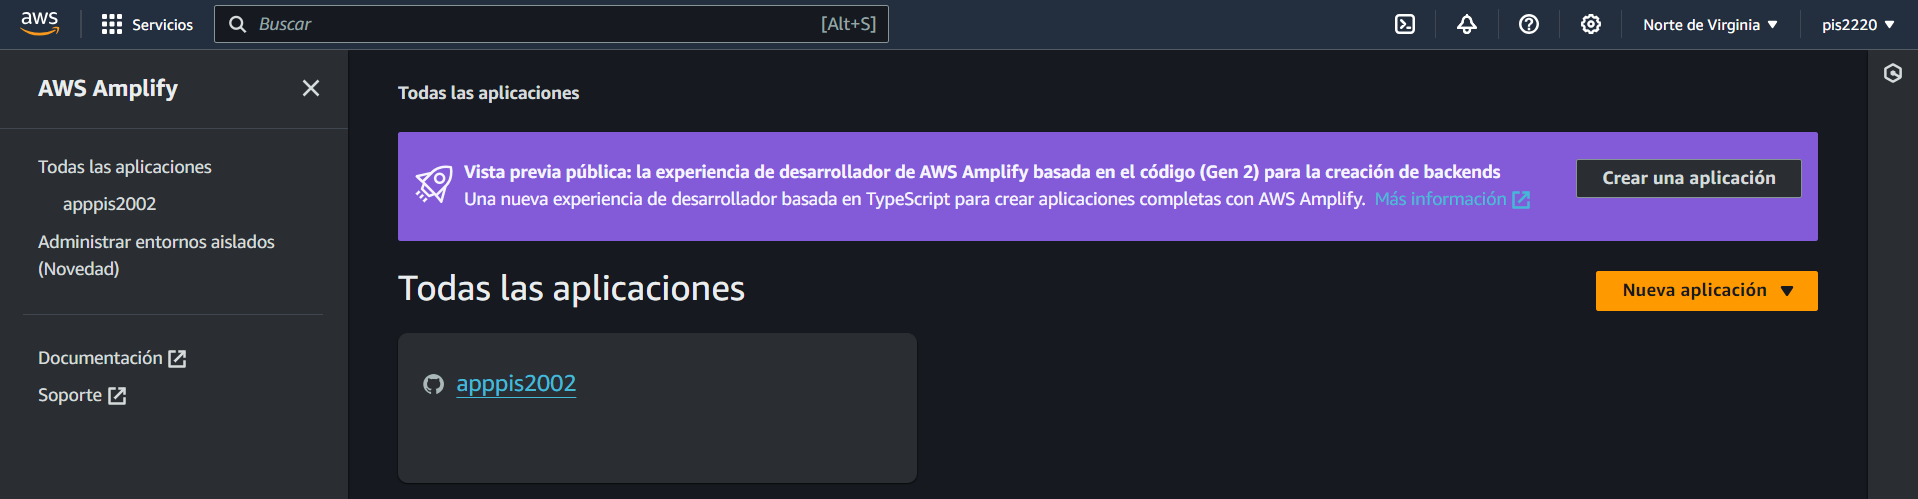 aws
Servicios
Buscar
[Alt+S]
Norte de Virginia
pis2220
AWS Amplify
Todas las aplicaciones
apppis2002
Administrar entornos aislados
(Novedad)
Documentación
Soporte
Todas las aplicaciones
Vista previa pública: la experiencia de desarrollador de AWS Amplify basada en el código (Gen 2) para la creación de backends
Una nueva experiencia de desarrollador basada en TypeScript para crear aplicaciones completas con AWS Amplify. Más información
Crear una aplicación
Todas las aplicaciones
Nueva aplicación
apppis2002